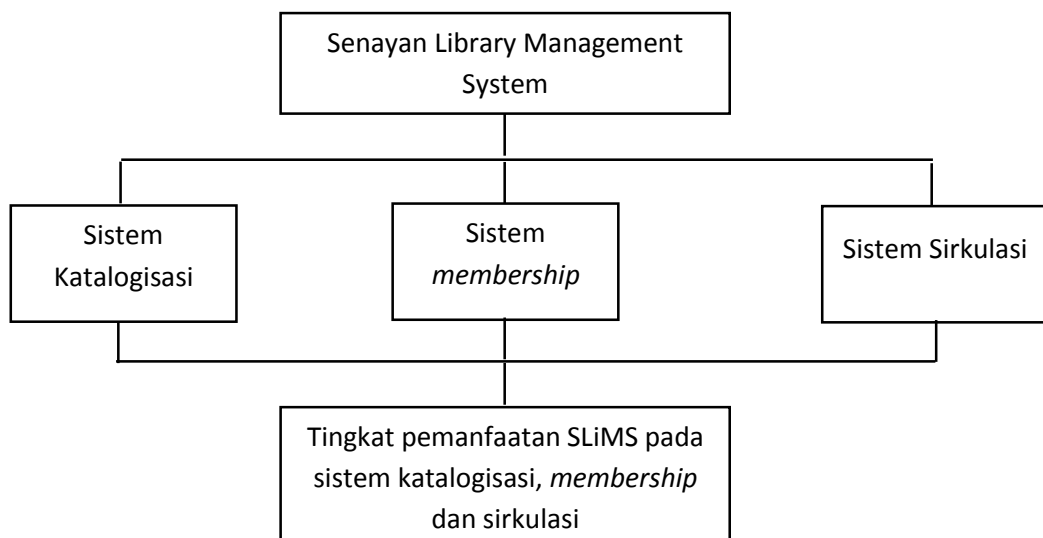 Senayan Library Management
System
Sistem
Katalogisasi
Sistem
membership
Sistem Sirkulasi
Tingkat pemanfaatan SLiMS pada
sistem katalogisasi, membership
dan sirkulasi